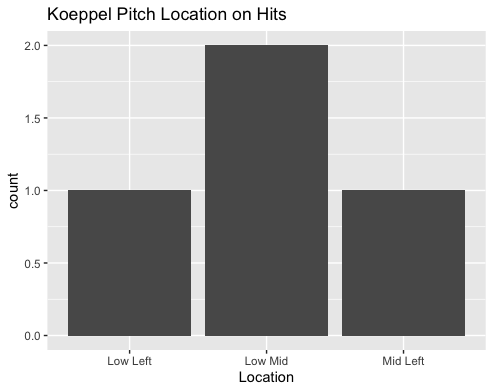 Koeppel Pitch Location on Hits
2.0
1.5
1.0
0.5
0.0
count
Low Left
Low Mid
Mid Left
Location